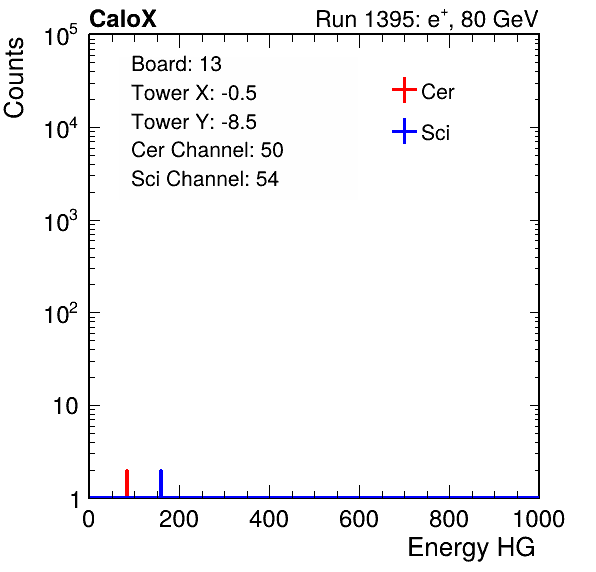 CaloX Run 1395: e⁺, 80 GeV
Counts
10⁵
10⁴
10³
10²
10
1
Board: 13
Tower X: -0.5
Tower Y: -8.5
Cer Channel: 50
Sci Channel: 54
Cer
Sci
0 200 400 600 800 1000
Energy HG